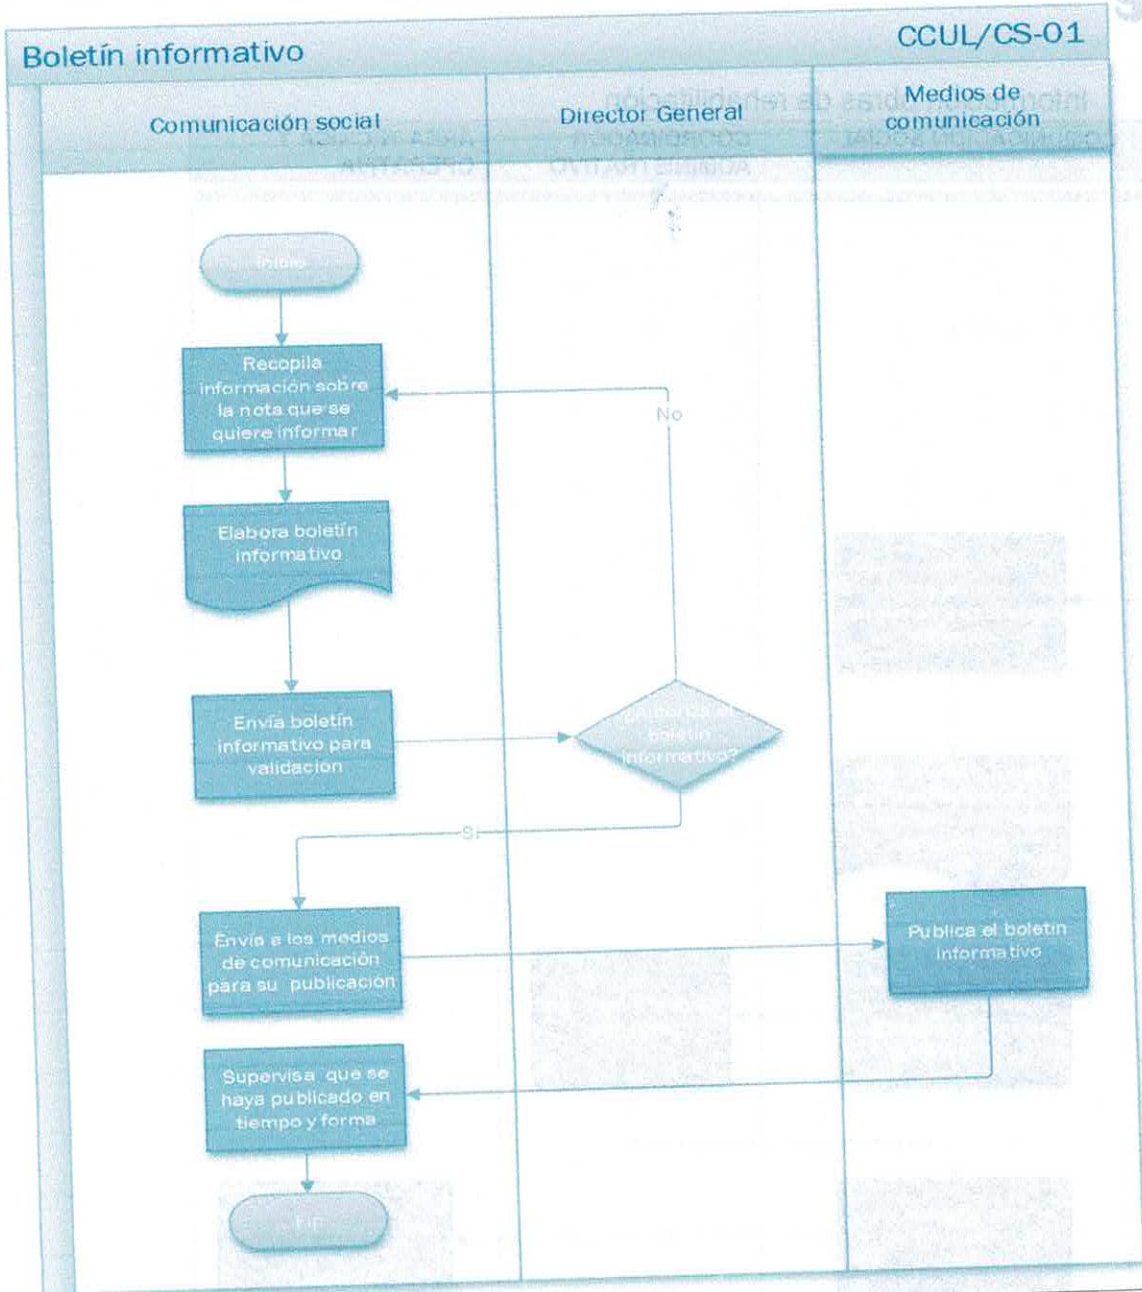 Boletín informativo
CCUL/CS-01
Comunicación social
Director General
Medios de
comunicación
Inicio
Recopila
información sobre
la nota que se
quiere informar
No
Elabora boletín
informativo
Envía boletín
informativo para
validación
boletín
informativo?
Si
Envía a los medios
de comunicación
para su publicación
Publica el boletín
informativo
Supervisa que se
haya publicado en
tiempo y forma
Fin